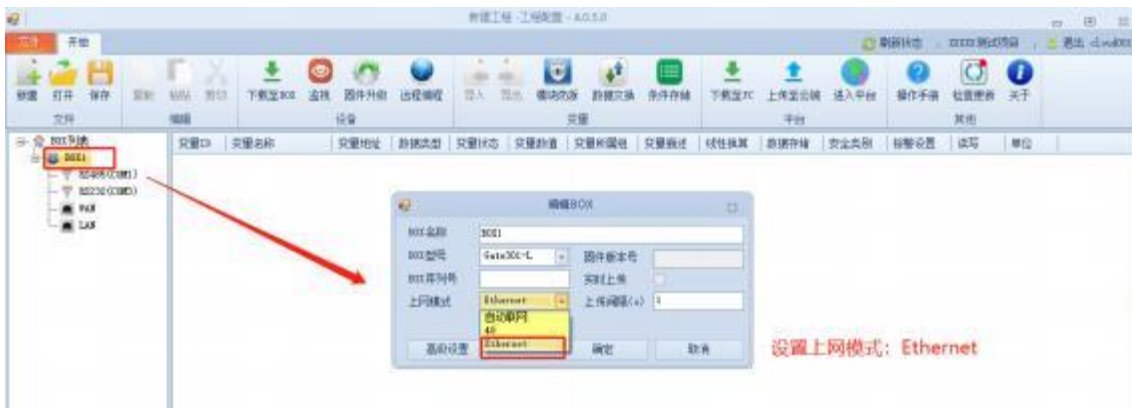 新建工程 -工程配置 - 4.0.5.0
文件 开始 刷新状态 测试项目 退出
新建 打开 保存 复制 粘贴 剪切 下载至BOX 监视 固件升级 远程编程 导入 导出 数据交换 条件存储 下载至PC 上传至云端 进入平台 操作手册 检查更新 关于
文件 编辑 设备 变量 平台 其他
BOX列表 变量ID 变量名称 变量地址 数据类型 变量状态 变量数值 变量所属组 变量描述 线性换算 数据存储 安全类别 报警设置 读写 单位
BOX1
RS485(COM1)
RS232(COM3)
WAN
LAN
编辑BOX
BOX名称 BOX1
BOX型号 固件版本号
BOX序列号 实时上传
上网模式 Ethernet 上传间隔(s)
自动联网
4G
Ethernet
高级设置 确定 取消
设置上网模式：Ethernet